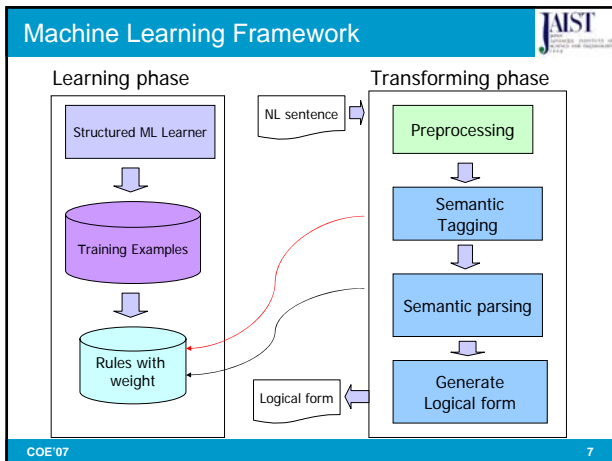 Machine Learning Framework
JAIST
Learning phase
Transforming phase
Structured ML Learner
Training Examples
Rules with
weight
NL sentence
Preprocessing
Semantic
Tagging
Semantic parsing
Generate
Logical form
Logical form
COE'07
7